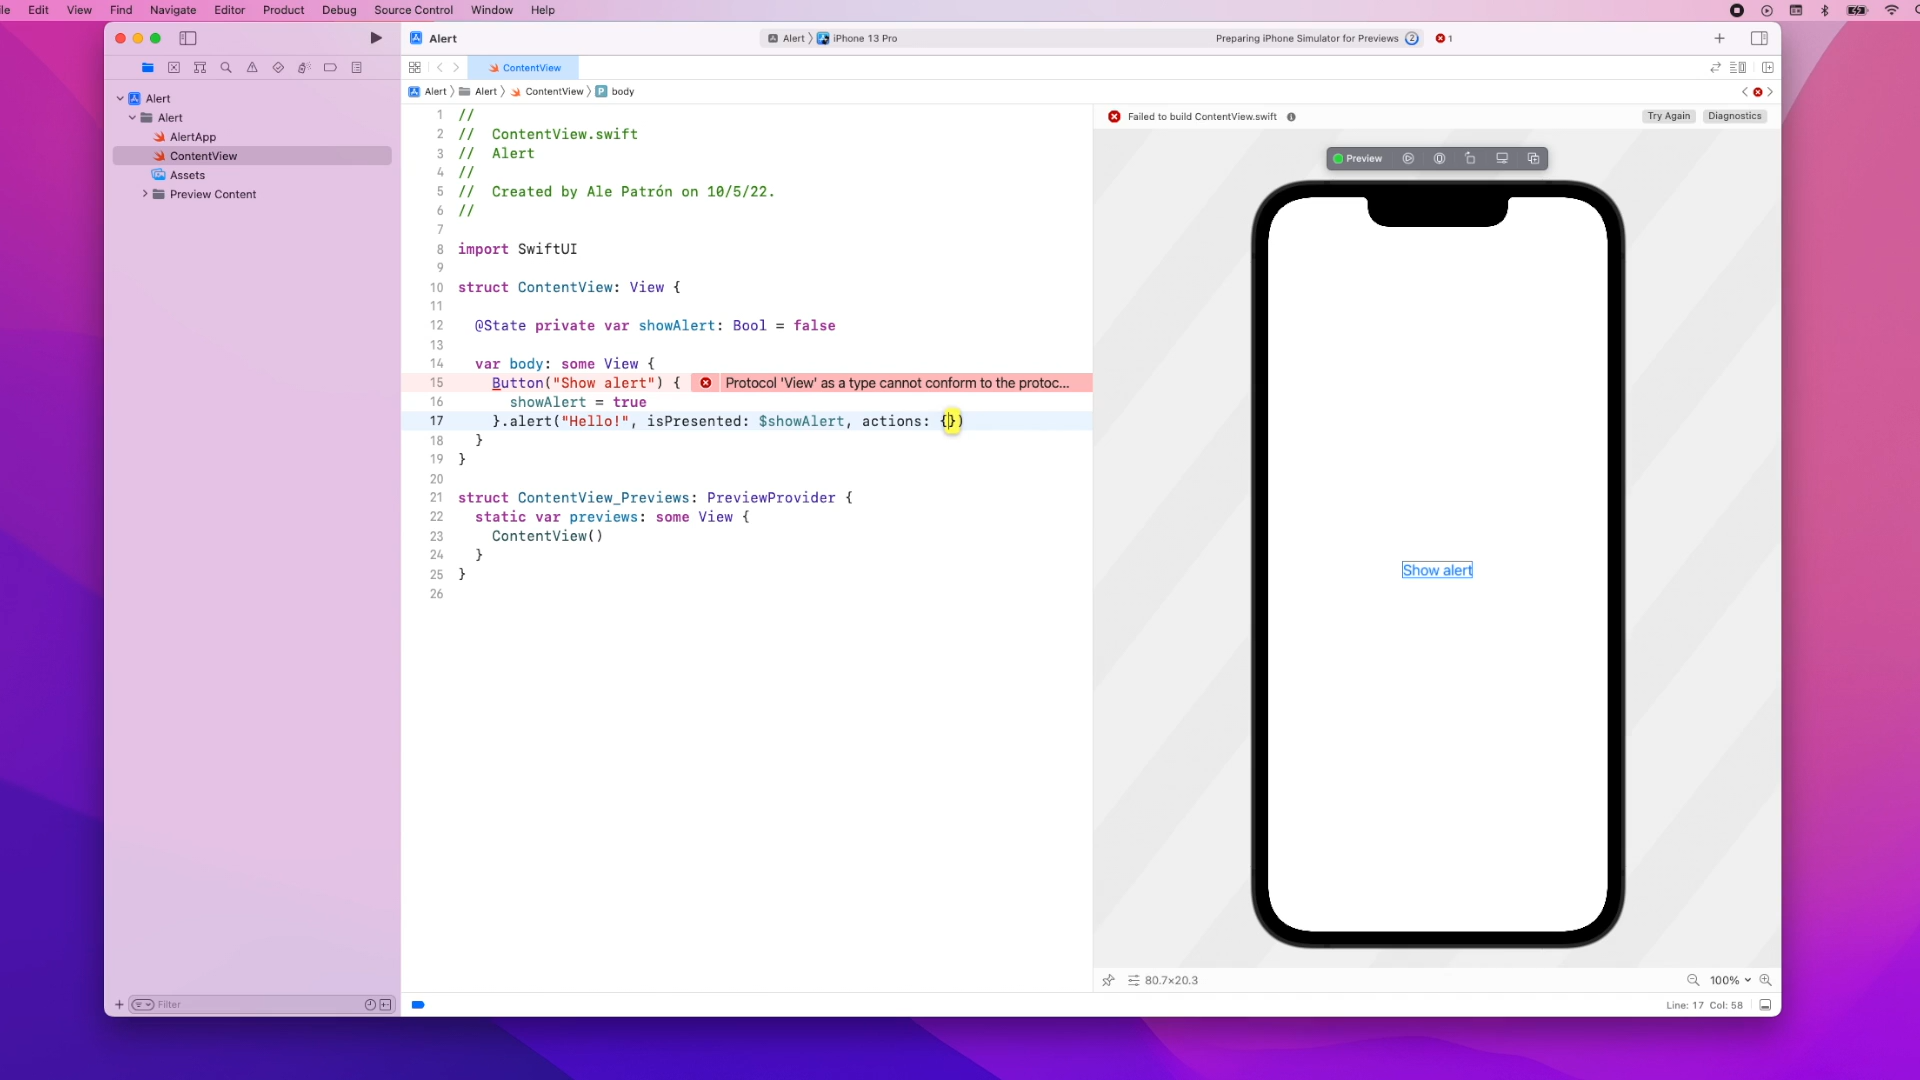 le Edit View Find Navigate Editor Product Debug Source Control Window Help
Alert
Alert iPhone 13 Pro
Preparing iPhone Simulator for Previews 2 1
ContentView
Alert Alert ContentView P body
Alert
Alert
AlertApp
ContentView
Assets
Preview Content
1 //
2 // ContentView.swift
3 // Alert
4 //
5 // Created by Ale Patrón on 10/5/22.
6 //
7
8 import SwiftUI
9
10 struct ContentView: View {
11
12 @State private var showAlert: Bool = false
13
14 var body: some View {
15 Button("Show alert") { Protocol 'View' as a type cannot conform to the protoc...
16 showAlert = true
17 }.alert("Hello!", isPresented: $showAlert, actions: {})
18 }
19 }
20
21 struct ContentView_Previews: PreviewProvider {
22 static var previews: some View {
23 ContentView()
24 }
25 }
26
Failed to build ContentView.swift
Try Again Diagnostics
Preview
Show alert
80.7×20.3
100%
Filter
Line: 17 Col: 58